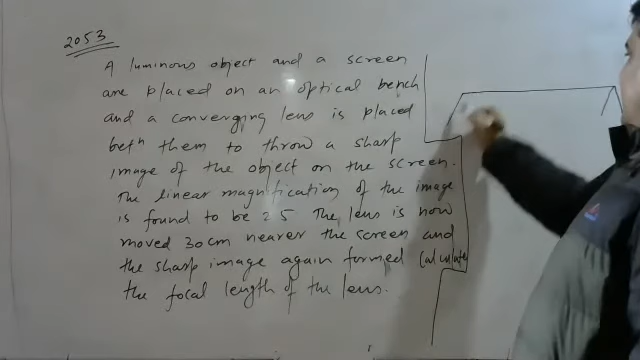 2053
A luminous object and a screen
are placed on an optical bench
and a converging lens is placed
betn them to throw a sharp
image of the object on the screen.
The linear magnification of the image
is found to be 2.5 The lens is now
moved 30cm nearer the screen and
the sharp image again formed Calculate
the focal length of the lens.